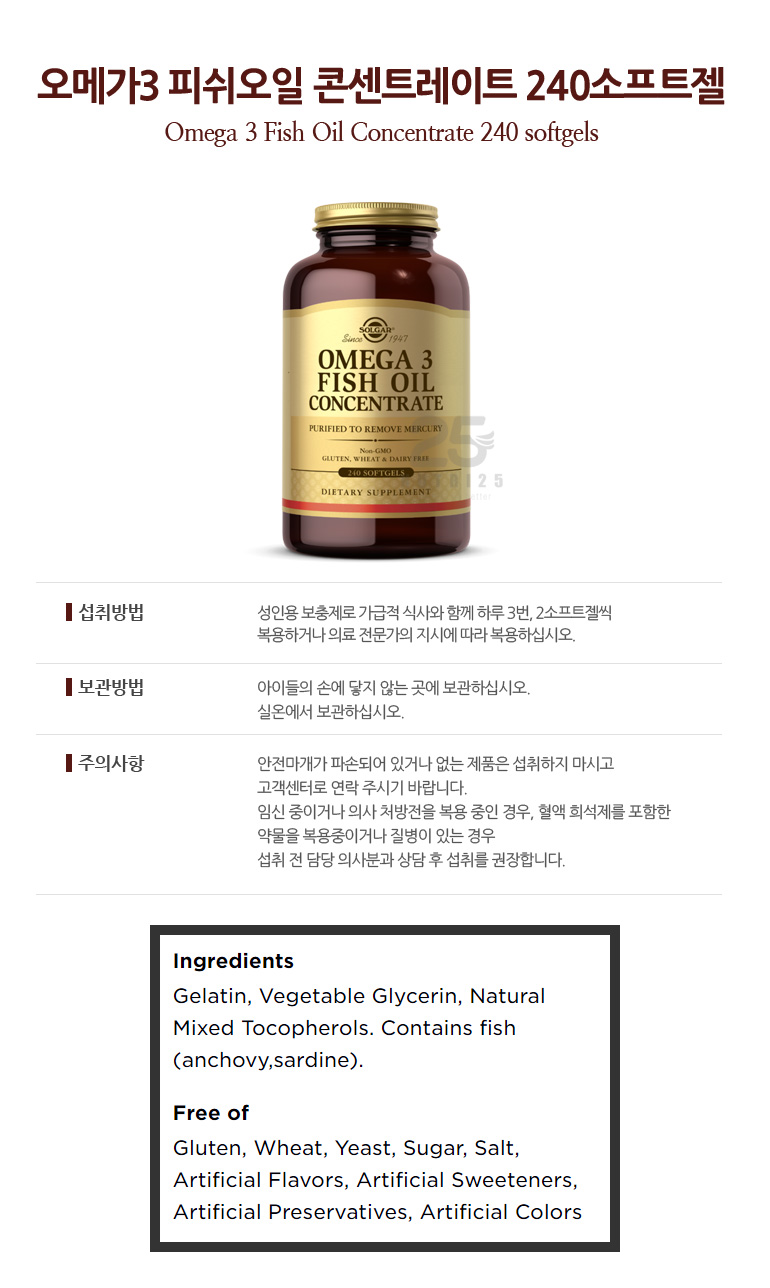 오메가3 피쉬오일 콘센트레이트 240소프트젤
Omega 3 Fish Oil Concentrate 240 softgels
SOLGAR®
Since 1947
OMEGA 3
FISH OIL
CONCENTRATE
PURIFIED TO REMOVE MERCURY
Non-GMO
GLUTEN, WHEAT & DAIRY FREE
240 SOFTGELS
DIETARY SUPPLEMENT
25
섭취방법
성인용 보충제로 가급적 식사와 함께 하루 3번, 2소프트젤씩
복용하거나 의료 전문가의 지시에 따라 복용하십시오.
보관방법
아이들의 손에 닿지 않는 곳에 보관하십시오.
실온에서 보관하십시오.
주의사항
안전마개가 파손되어 있거나 없는 제품은 섭취하지 마시고
고객센터로 연락 주시기 바랍니다.
임신 중이거나 의사 처방전을 복용 중인 경우, 혈액 희석제를 포함한
약물을 복용중이거나 질병이 있는 경우
섭취 전 담당 의사분과 상담 후 섭취를 권장합니다.
Ingredients
Gelatin, Vegetable Glycerin, Natural
Mixed Tocopherols. Contains fish
(anchovy,sardine).
Free of
Gluten, Wheat, Yeast, Sugar, Salt,
Artificial Flavors, Artificial Sweeteners,
Artificial Preservatives, Artificial Colors